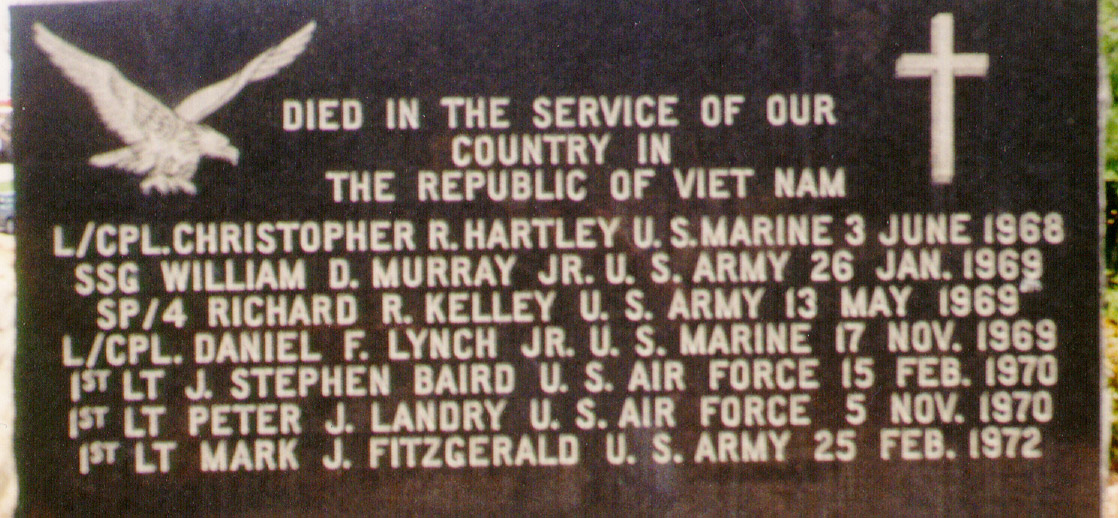 DIED IN THE SERVICE OF OUR
COUNTRY IN
THE REPUBLIC OF VIET NAM
L/CPL.CHRISTOPHER R.HARTLEY U.S.MARINE 3 JUNE 1968
SSG WILLIAM D. MURRAY JR. U. S. ARMY 26 JAN. 1969
SP/4 RICHARD R. KELLEY U. S. ARMY 13 MAY 1969
L/CPL. DANIEL F. LYNCH JR. U. S. MARINE 17 NOV. 1969
1ST LT J. STEPHEN BAIRD U. S. AIR FORCE 15 FEB. 1970
1ST LT PETER J. LANDRY U. S. AIR FORCE 5 NOV. 1970
1ST LT MARK J. FITZGERALD U. S. ARMY 25 FEB. 1972